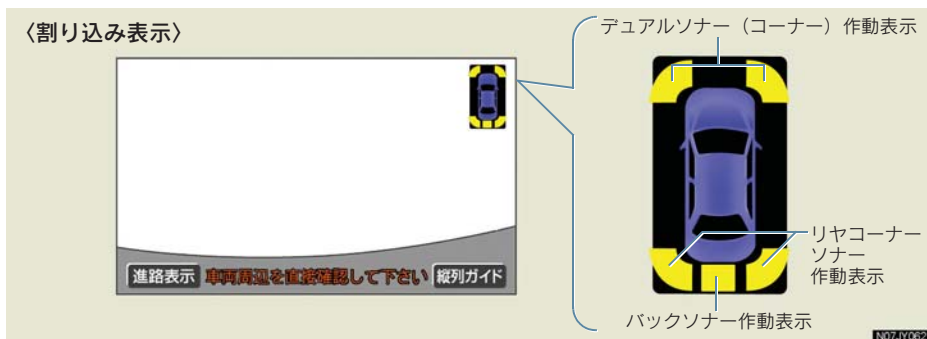 〈割り込み表示〉
デュアルソナー（コーナー）作動表示
進路表示 車両周辺を直接確認して下さい 縦列ガイド
リヤコーナー
ソナー
作動表示
バックソナー作動表示
N07JY062